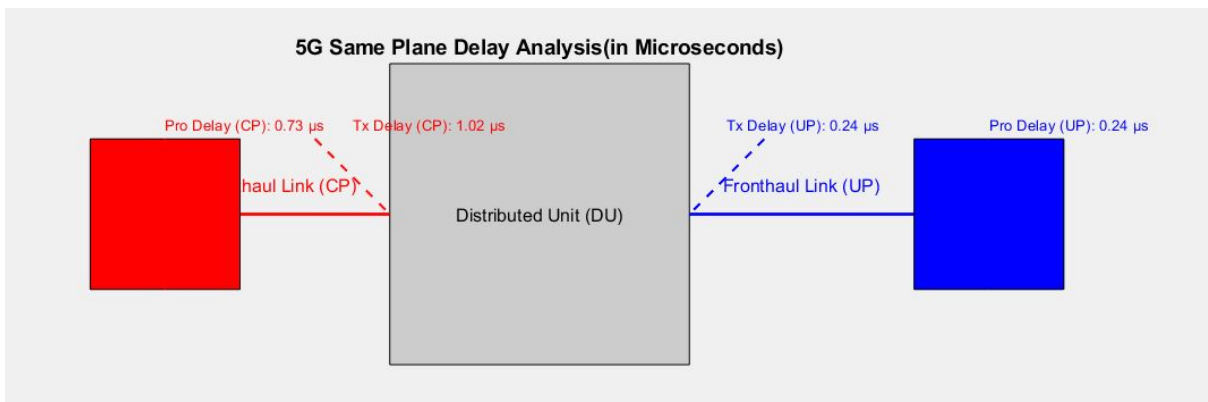 5G Same Plane Delay Analysis(in Microseconds)
Pro Delay (CP): 0.73 µs
Tx Delay (CP): 1.02 µs
Tx Delay (UP): 0.24 µs
Pro Delay (UP): 0.24 µs
haul Link (CP)
Fronthaul Link (UP)
Distributed Unit (DU)